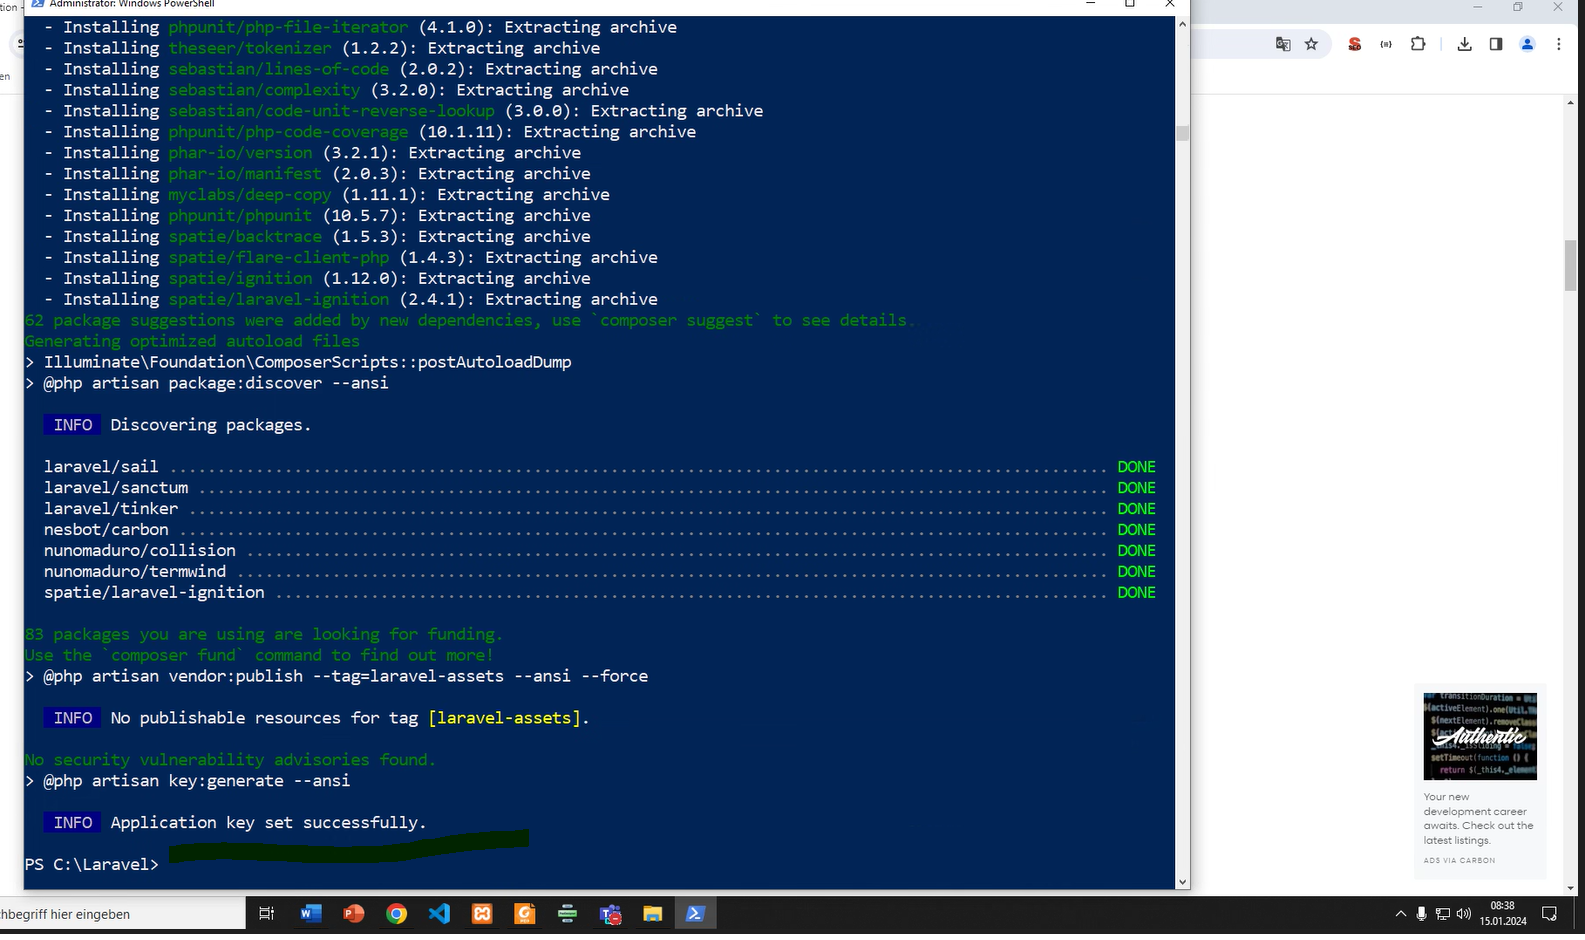 tion -
Administrator: Windows PowerShell
en
- Installing phpunit/php-file-iterator (4.1.0): Extracting archive
- Installing theseer/tokenizer (1.2.2): Extracting archive
- Installing sebastian/lines-of-code (2.0.2): Extracting archive
- Installing sebastian/complexity (3.2.0): Extracting archive
- Installing sebastian/code-unit-reverse-lookup (3.0.0): Extracting archive
- Installing phpunit/php-code-coverage (10.1.11): Extracting archive
- Installing phar-io/version (3.2.1): Extracting archive
- Installing phar-io/manifest (2.0.3): Extracting archive
- Installing myclabs/deep-copy (1.11.1): Extracting archive
- Installing phpunit/phpunit (10.5.7): Extracting archive
- Installing spatie/backtrace (1.5.3): Extracting archive
- Installing spatie/flare-client-php (1.4.3): Extracting archive
- Installing spatie/ignition (1.12.0): Extracting archive
- Installing spatie/laravel-ignition (2.4.1): Extracting archive
62 package suggestions were added by new dependencies, use `composer suggest` to see details.
Generating optimized autoload files
> Illuminate\Foundation\ComposerScripts::postAutoloadDump
> @php artisan package:discover --ansi
INFO Discovering packages.
laravel/sail ........ DONE
laravel/sanctum ........ DONE
laravel/tinker ........ DONE
nesbot/carbon ........ DONE
nunomaduro/collision ........ DONE
nunomaduro/termwind ........ DONE
spatie/laravel-ignition ........ DONE
83 packages you are using are looking for funding.
Use the `composer fund` command to find out more!
> @php artisan vendor:publish --tag=laravel-assets --ansi --force
INFO No publishable resources for tag [laravel-assets].
No security vulnerability advisories found.
> @php artisan key:generate --ansi
INFO Application key set successfully.
PS C:\Laravel>
Authentic
Your new
development career
awaits. Check out the
latest listings.
ADS VIA CARBON
chbegriff hier eingeben
08:38
15.01.2024